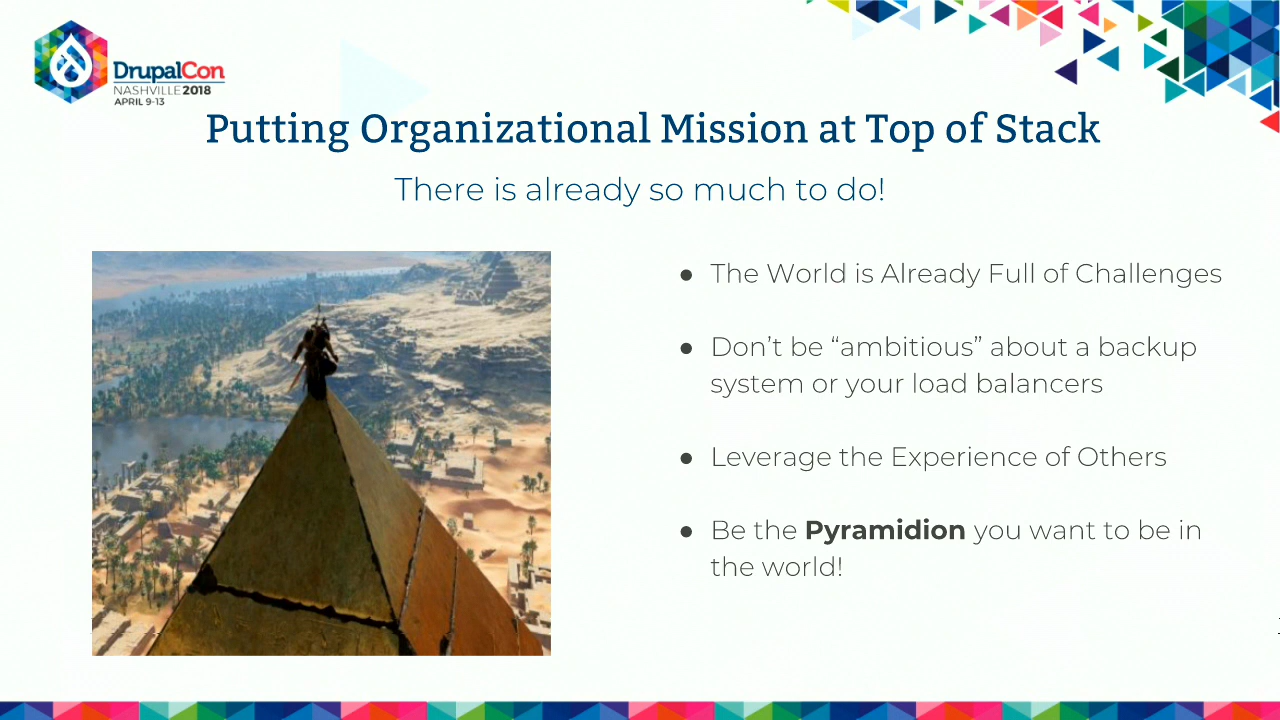 DrupalCon
NASHVILLE 2018
APRIL 9-13
Putting Organizational Mission at Top of Stack
There is already so much to do!
● The World is Already Full of Challenges
● Don’t be “ambitious” about a backup
system or your load balancers
● Leverage the Experience of Others
● Be the Pyramidion you want to be in
the world!